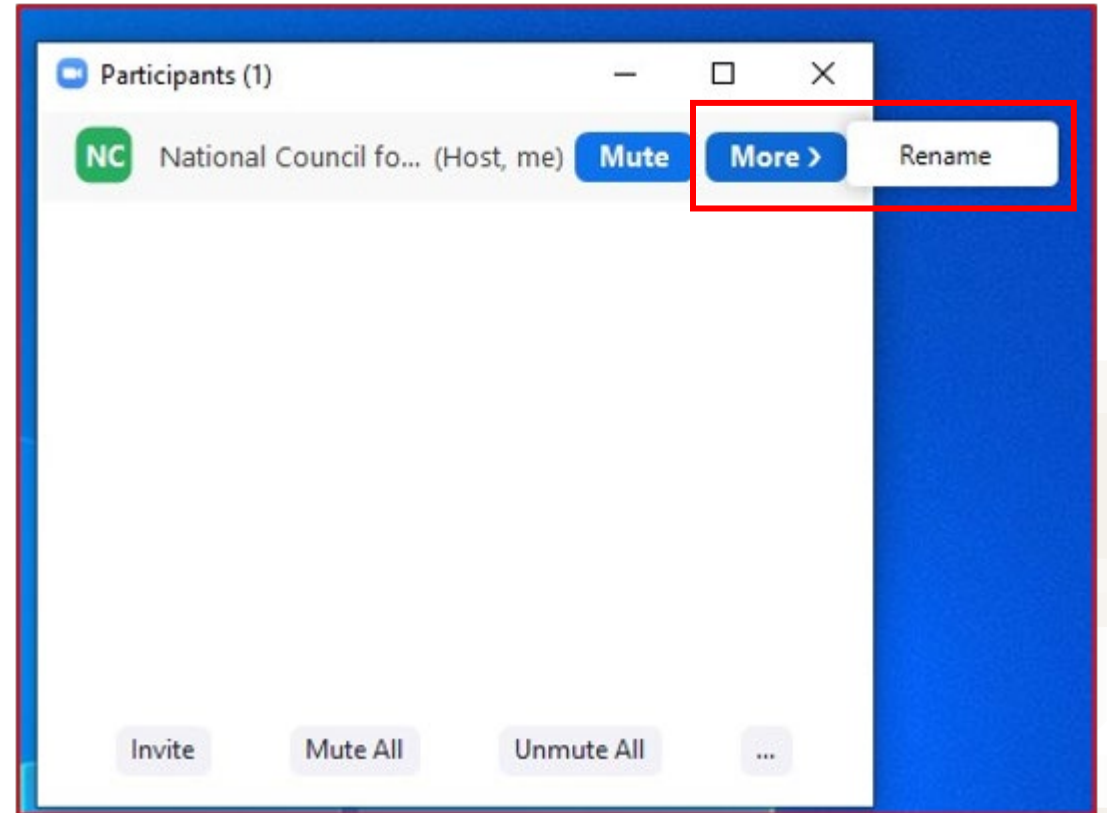 Participants (1)
NC National Council fo... (Host, me) Mute More > Rename
Invite Mute All Unmute All ...